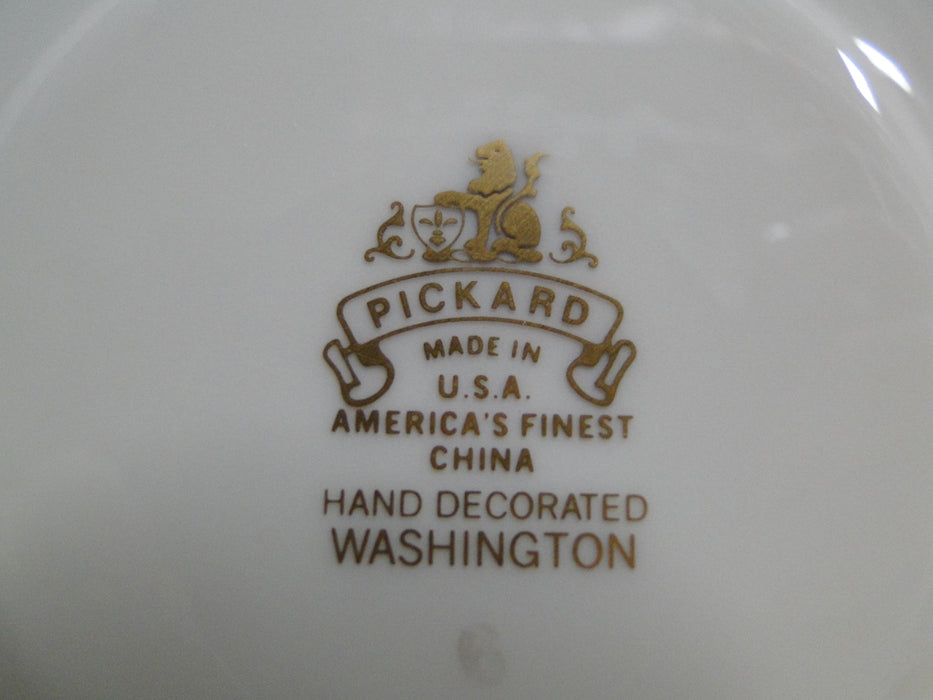 PICKARD
MADE IN
U.S.A.
AMERICA'S FINEST
CHINA
HAND DECORATED
WASHINGTON